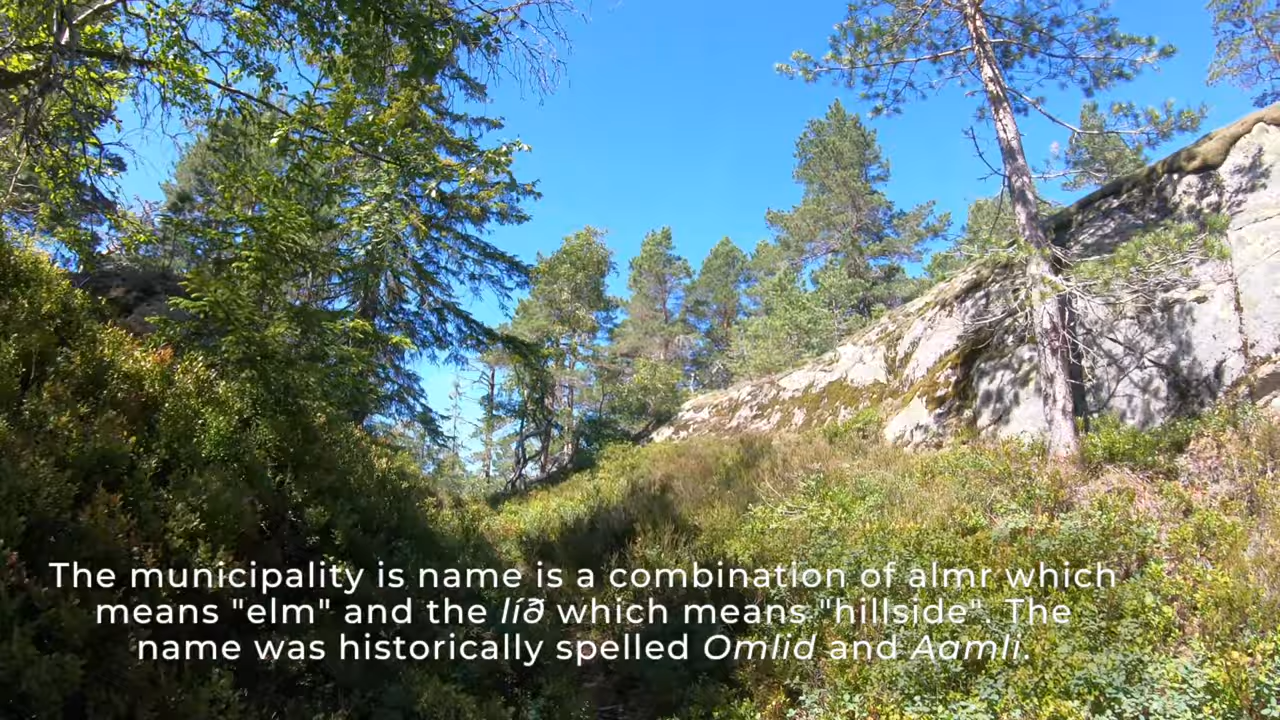 The municipality is name is a combination of almr which
means "elm" and the líð which means "hillside". The
name was historically spelled Omlid and Aamli.